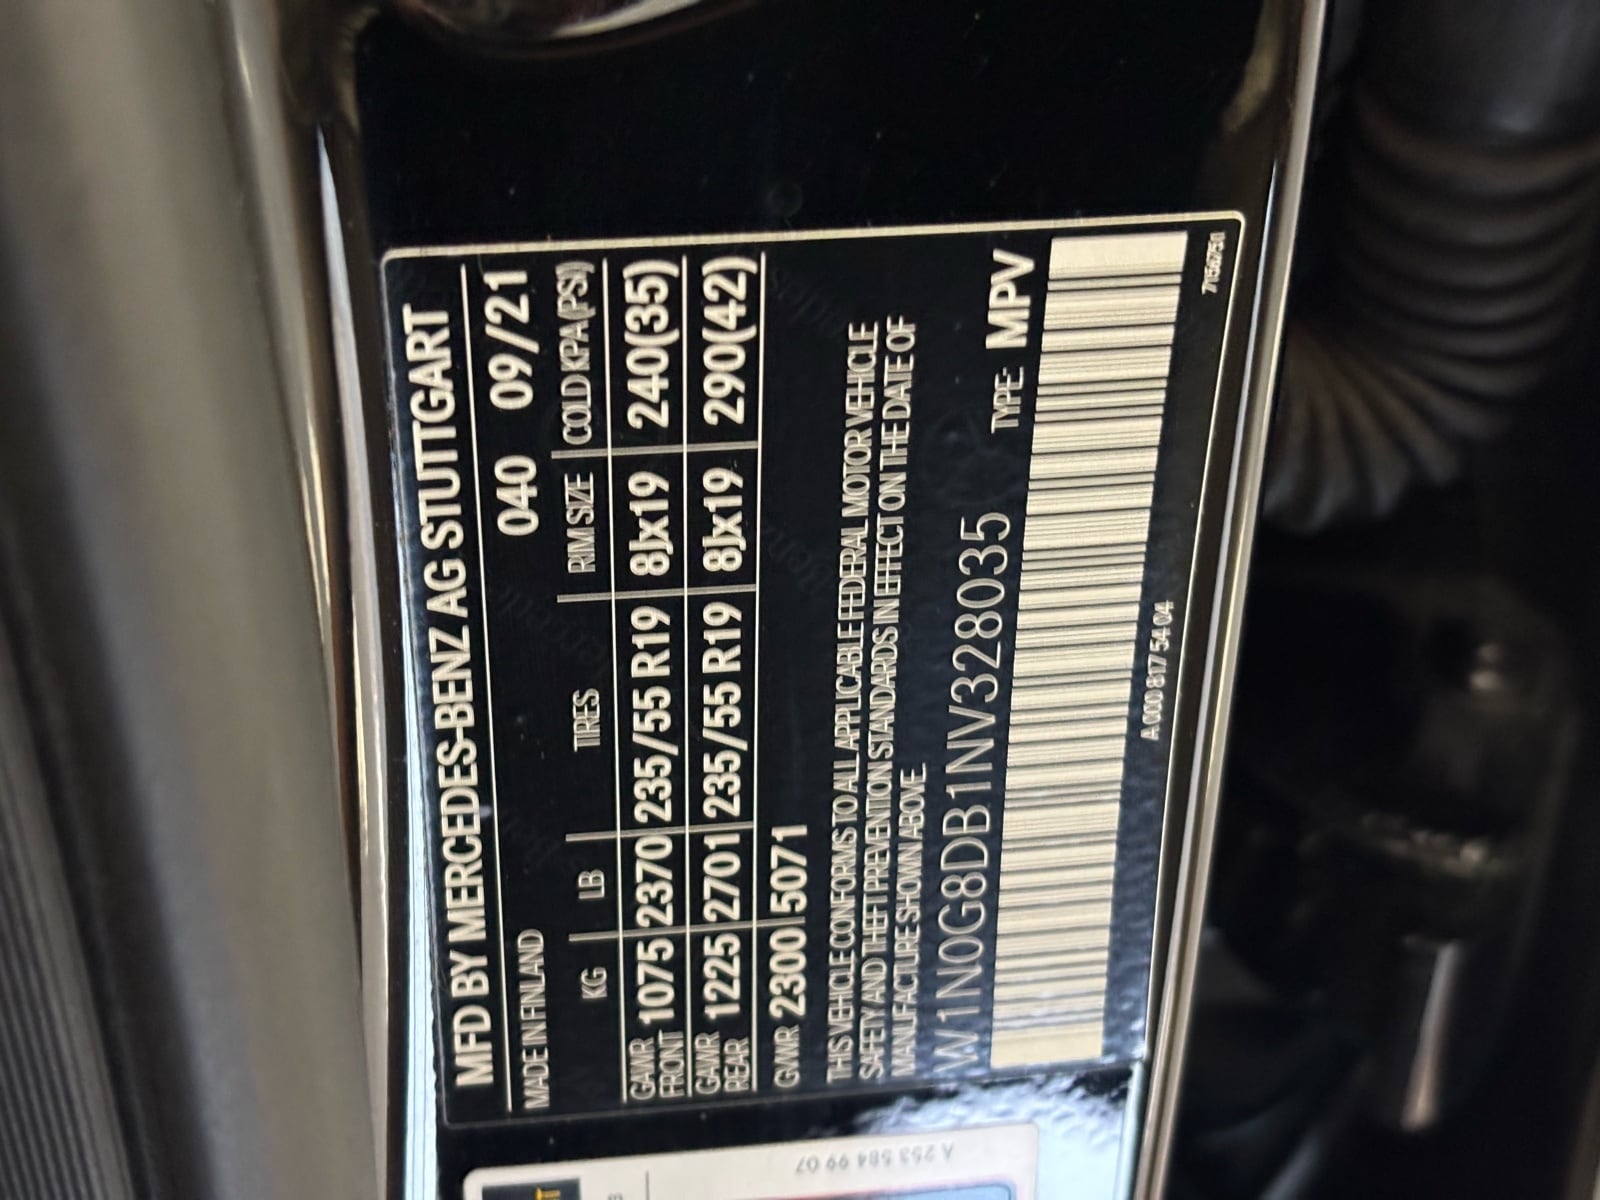 MFD BY MERCEDES-BENZ AG STUTTGART
MADE IN FINLAND 040 09/21
KG LB TIRES RIM SIZE COLD KPA(PSI)
GAWR FRONT 1075 2370 235/55 R19 8Jx19 240(35)
GAWR REAR 1225 2701 235/55 R19 8Jx19 290(42)
GVWR 2300 5071
THIS VEHICLE CONFORMS TO ALL APPLICABLE FEDERAL MOTOR VEHICLE
SAFETY AND THEFT PREVENTION STANDARDS IN EFFECT ON THE DATE OF
MANUFACTURE SHOWN ABOVE.
W1N0G8DB1NV328035 TYPE: MPV
A 000 817 54 04
A 253 584 99 07